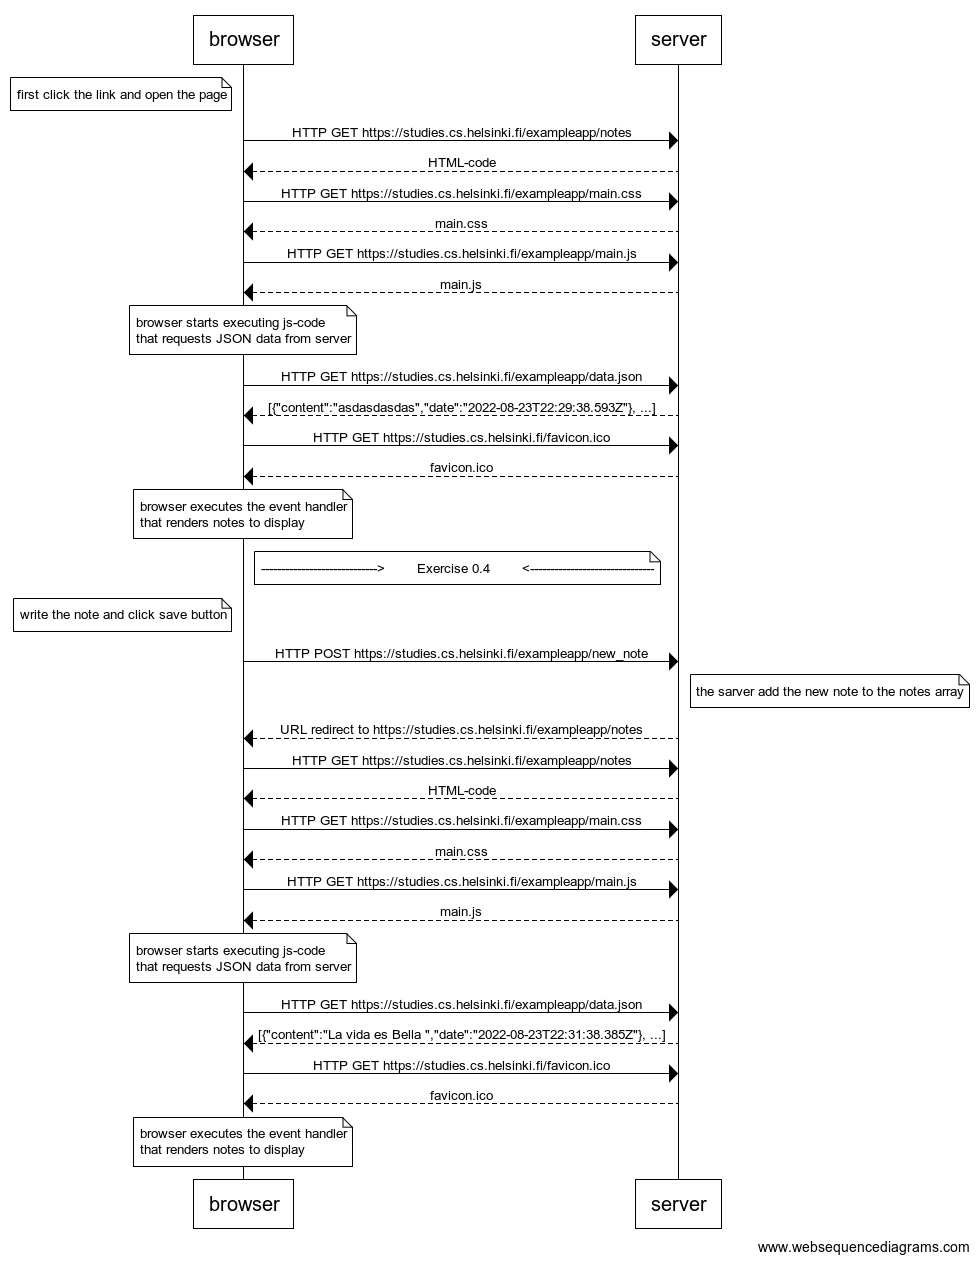 browser
server
first click the link and open the page
HTTP GET https://studies.cs.helsinki.fi/exampleapp/notes
HTML-code
HTTP GET https://studies.cs.helsinki.fi/exampleapp/main.css
main.css
HTTP GET https://studies.cs.helsinki.fi/exampleapp/main.js
main.js
browser starts executing js-code
that requests JSON data from server
HTTP GET https://studies.cs.helsinki.fi/exampleapp/data.json
[{"content":"asdasdasdas","date":"2022-08-23T22:29:38.593Z"}, ...]
HTTP GET https://studies.cs.helsinki.fi/favicon.ico
favicon.ico
browser executes the event handler
that renders notes to display
-----------------------------> Exercise 0.4 <-------------------------------
write the note and click save button
HTTP POST https://studies.cs.helsinki.fi/exampleapp/new_note
the sarver add the new note to the notes array
URL redirect to https://studies.cs.helsinki.fi/exampleapp/notes
HTTP GET https://studies.cs.helsinki.fi/exampleapp/notes
HTML-code
HTTP GET https://studies.cs.helsinki.fi/exampleapp/main.css
main.css
HTTP GET https://studies.cs.helsinki.fi/exampleapp/main.js
main.js
browser starts executing js-code
that requests JSON data from server
HTTP GET https://studies.cs.helsinki.fi/exampleapp/data.json
[{"content":"La vida es Bella ","date":"2022-08-23T22:31:38.385Z"}, ...]
HTTP GET https://studies.cs.helsinki.fi/favicon.ico
favicon.ico
browser executes the event handler
that renders notes to display
browser
server
www.websequencediagrams.com